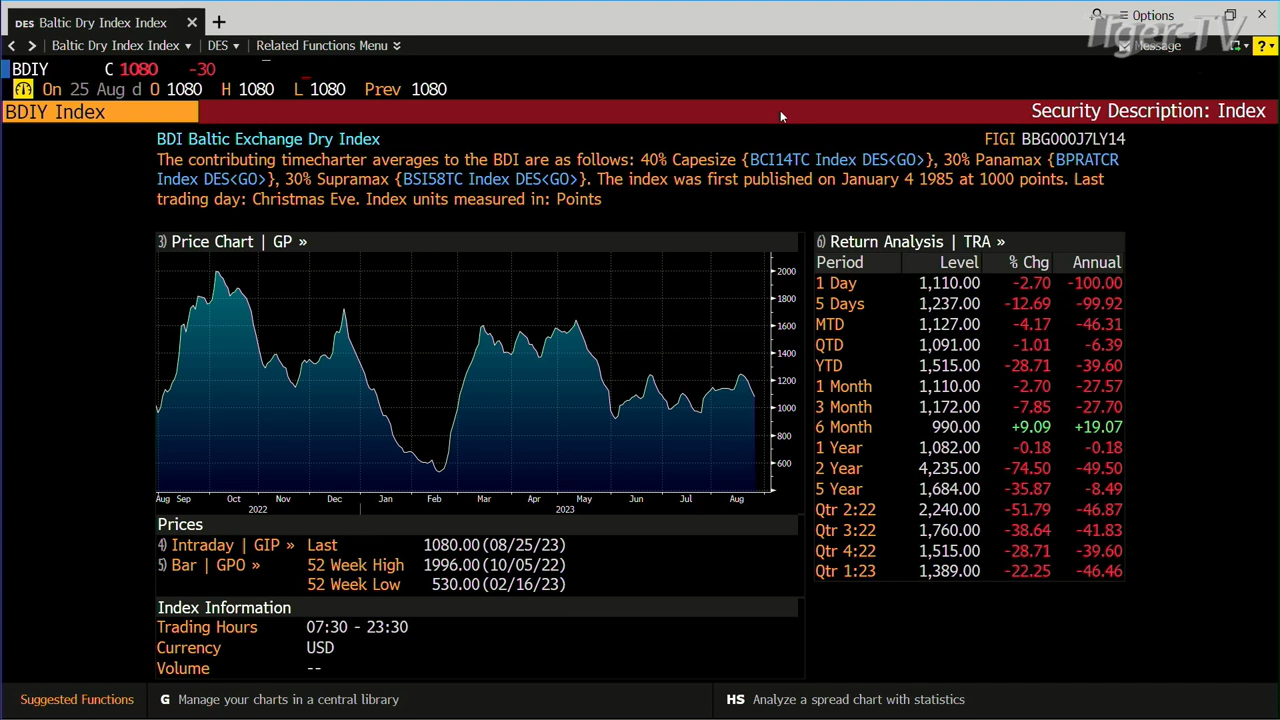 DES Baltic Dry Index Index × +
Options
< > Baltic Dry Index Index ▾ DES ▾ Related Functions Menu
Message
Tiger-TV
BDIY C 1080 -30
On 25 Aug d O 1080 H 1080 L 1080 Prev 1080
BDIY Index Security Description: Index
BDI Baltic Exchange Dry Index FIGI BBG000J7LY14
The contributing timecharter averages to the BDI are as follows: 40% Capesize {BCI14TC Index DES<GO>}, 30% Panamax {BPRATCR
Index DES<GO>}, 30% Supramax {BSI58TC Index DES<GO>}. The index was first published on January 4 1985 at 1000 points. Last
trading day: Christmas Eve. Index units measured in: Points
3) Price Chart | GP »
2000
1800
1600
1400
1200
1000
800
600
Aug Sep Oct Nov Dec Jan Feb Mar Apr May Jun Jul Aug
2022 2023
Prices
4) Intraday | GIP » Last 1080.00 (08/25/23)
5) Bar | GPO » 52 Week High 1996.00 (10/05/22)
52 Week Low 530.00 (02/16/23)
Index Information
Trading Hours 07:30 - 23:30
Currency USD
Volume --
6) Return Analysis | TRA »
Period Level % Chg Annual
1 Day 1,110.00 -2.70 -100.00
5 Days 1,237.00 -12.69 -99.92
MTD 1,127.00 -4.17 -46.31
QTD 1,091.00 -1.01 -6.39
YTD 1,515.00 -28.71 -39.60
1 Month 1,110.00 -2.70 -27.57
3 Month 1,172.00 -7.85 -27.70
6 Month 990.00 +9.09 +19.07
1 Year 1,082.00 -0.18 -0.18
2 Year 4,235.00 -74.50 -49.50
5 Year 1,684.00 -35.87 -8.49
Qtr 2:22 2,240.00 -51.79 -46.87
Qtr 3:22 1,760.00 -38.64 -41.83
Qtr 4:22 1,515.00 -28.71 -39.60
Qtr 1:23 1,389.00 -22.25 -46.46
Suggested Functions G Manage your charts in a central library HS Analyze a spread chart with statistics